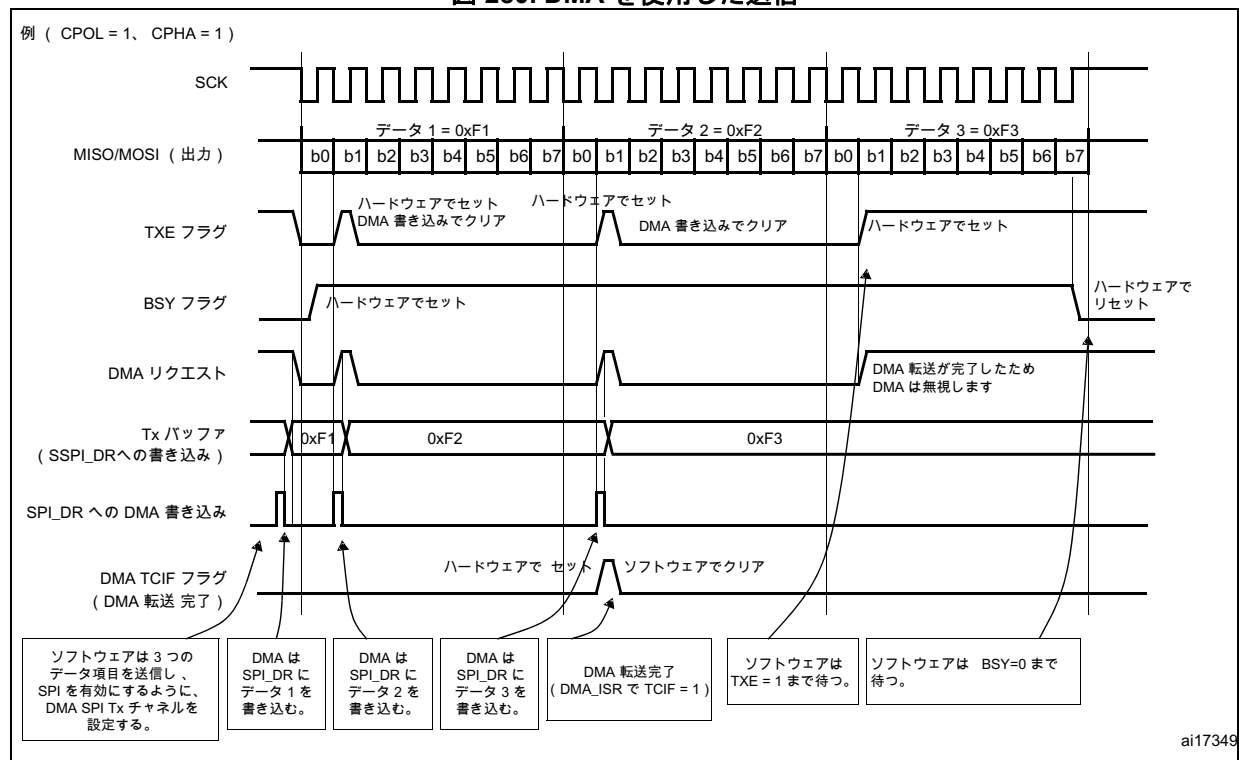 例 （ CPOL = 1、 CPHA = 1 ）
SCK
データ 1 = 0xF1
データ 2 = 0xF2
データ 3 = 0xF3
MISO/MOSI （ 出力 ）
b0 b1 b2 b3 b4 b5 b6 b7 b0 b1 b2 b3 b4 b5 b6 b7 b0 b1 b2 b3 b4 b5 b6 b7
ハードウェアでセット
DMA 書き込みでクリア
ハードウェアでセット
DMA 書き込みでクリア
ハードウェアでセット
TXE フラグ
BSY フラグ
ハードウェアでセット
ハードウェアで
リセット
DMA リクエスト
DMA 転送が完了したため
DMA は無視します
Tx バッファ
（ SSPI_DRへの書き込み ）
0xF1
0xF2
0xF3
SPI_DR への DMA 書き込み
DMA TCIF フラグ
（ DMA 転送 完了 ）
ハードウェアで セット
ソフトウェアでクリア
ソフトウェアは 3 つの
データ項目を送信し 、
SPI を有効にするように、
DMA SPI Tx チャネルを
設定する。
DMA は
SPI_DR に
データ 1 を
書き込む。
DMA は
SPI_DR に
データ 2 を
書き込む。
DMA は
SPI_DR に
データ 3 を
書き込む。
DMA 転送完了
（ DMA_ISR で TCIF = 1 ）
ソフトウェアは
TXE = 1 まで待つ。
ソフトウェアは BSY=0 まで
待つ。
ai17349